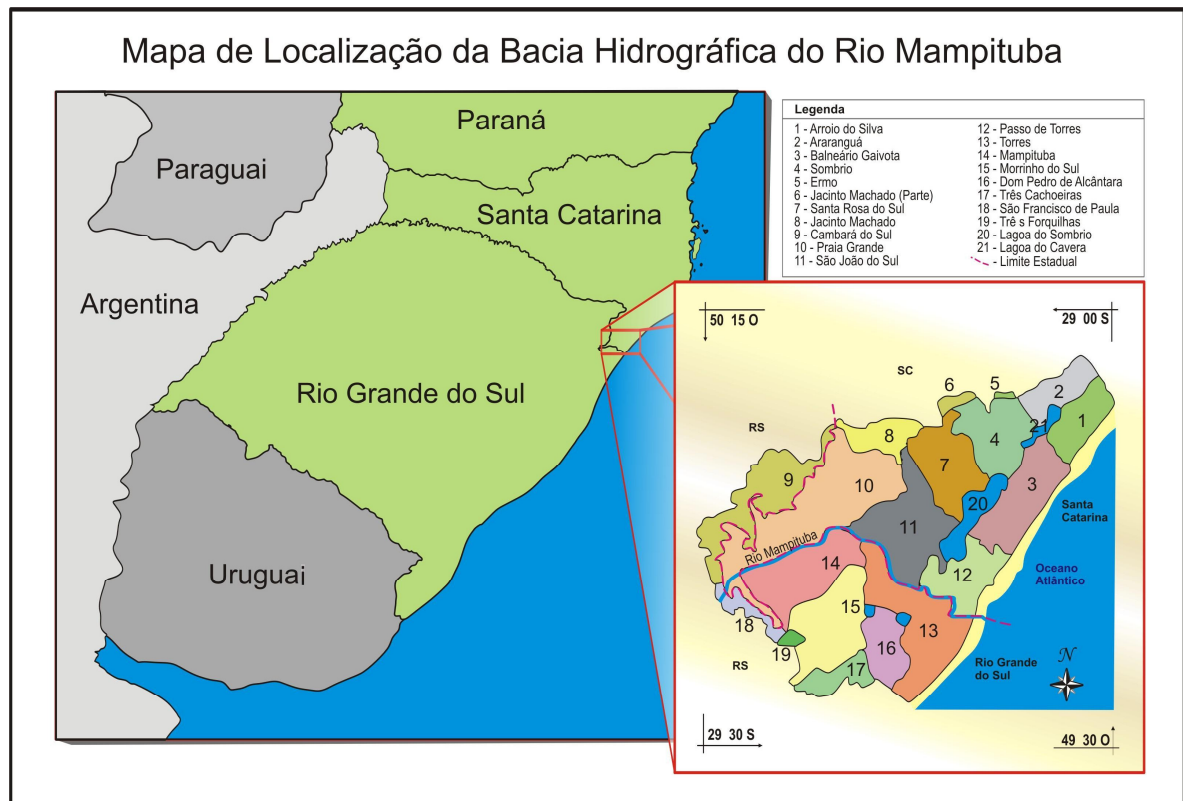 Mapa de Localização da Bacia Hidrográfica do Rio Mampituba
Paraná
Paraguai
Santa Catarina
Argentina
Rio Grande do Sul
Uruguai
Legenda
1 - Arroio do Silva
2 - Araranguá
3 - Balneário Gaivota
4 - Sombrio
5 - Ermo
6 - Jacinto Machado (Parte)
7 - Santa Rosa do Sul
8 - Jacinto Machado
9 - Cambará do Sul
10 - Praia Grande
11 - São João do Sul
12 - Passo de Torres
13 - Torres
14 - Mampituba
15 - Morrinho do Sul
16 - Dom Pedro de Alcântara
17 - Três Cachoeiras
18 - São Francisco de Paula
19 - Trê s Forquilhas
20 - Lagoa do Sombrio
21 - Lagoa do Cavera
- Limite Estadual
50 15 O
29 00 S
SC
6
5
2
1
RS
8
4
21
7
3
9
10
20
Santa
Catarina
11
Rio Mampituba
Oceano
Atlântico
14
12
15
18
13
16
19
17
RS
Rio Grande
do Sul
N
29 30 S
49 30 O